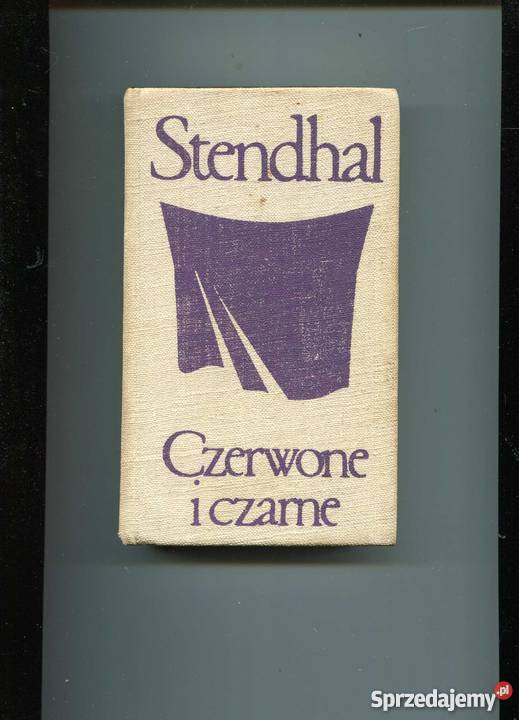 Stendhal
Czerwone
i czarne
Sprzedajemy.pl